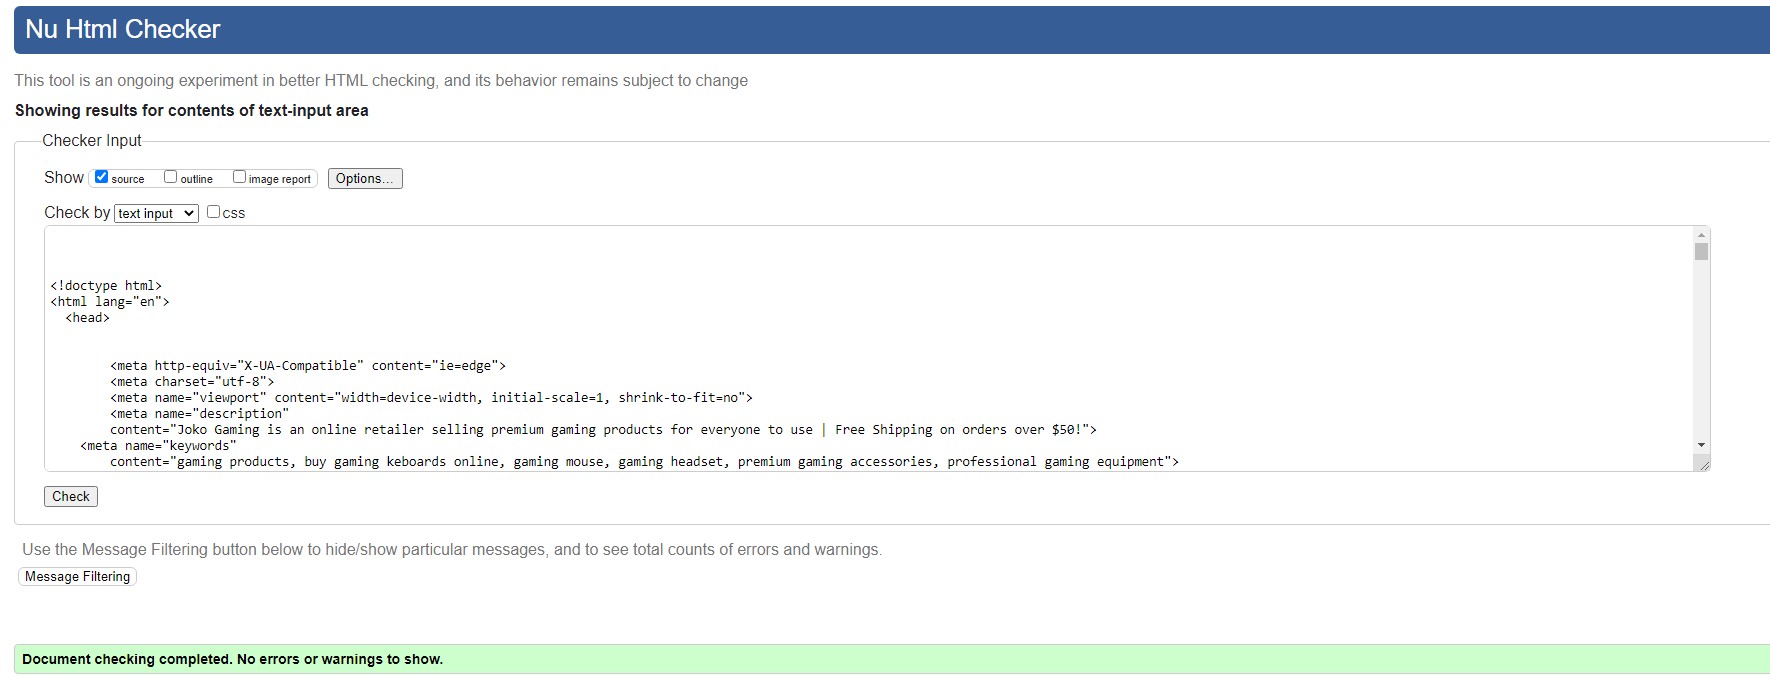 Nu Html Checker
This tool is an ongoing experiment in better HTML checking, and its behavior remains subject to change
Showing results for contents of text-input area
Checker Input
Show source outline image report Options...
Check by text input css
<!doctype html>
<html lang="en">
<head>
<meta http-equiv="X-UA-Compatible" content="ie=edge">
<meta charset="utf-8">
<meta name="viewport" content="width=device-width, initial-scale=1, shrink-to-fit=no">
<meta name="description"
content="Joko Gaming is an online retailer selling premium gaming products for everyone to use | Free Shipping on orders over $50!">
<meta name="keywords"
content="gaming products, buy gaming keboards online, gaming mouse, gaming headset, premium gaming accessories, professional gaming equipment">
Check
Use the Message Filtering button below to hide/show particular messages, and to see total counts of errors and warnings.
Message Filtering
Document checking completed. No errors or warnings to show.